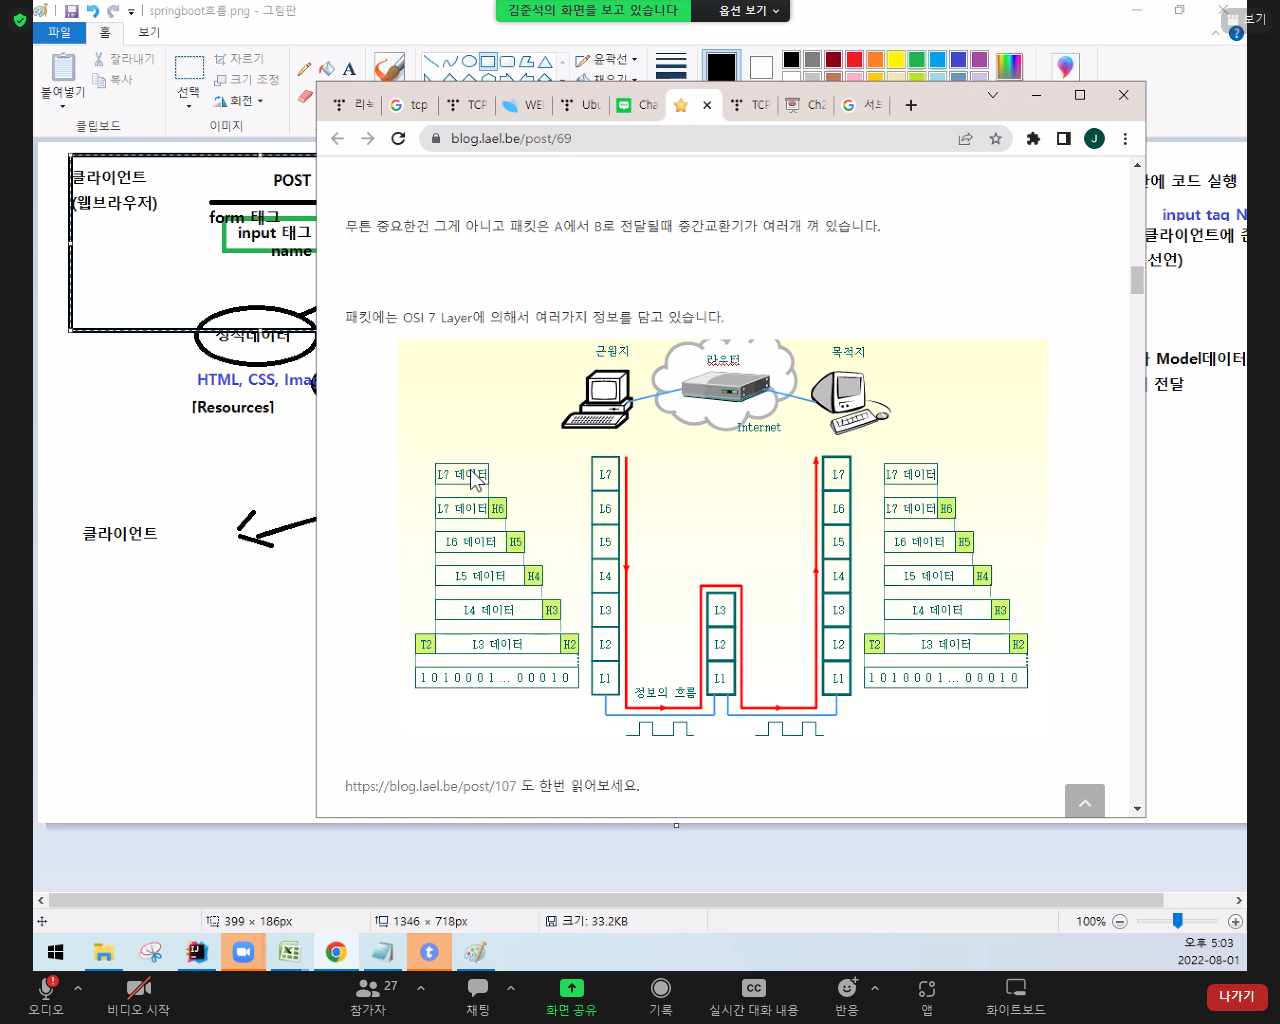 김준석의 화면을 보고 있습니다
옵션 보기
보기
springboot흐름.png - 그림판
파일
홈
보기
붙여넣기
잘라내기
복사
클립보드
선택
자르기
크기 조정
회전
이미지
A
윤곽선
채우기
리눅
tcp
TCP
WE
Ubu
Cha
TCP
Ch2
서브
blog.lael.be/post/69
J
클라이언트
(웹브라우저)
POST
form 태그
input 태그
name
정적데이터
HTML, CSS, Ima
[Resources]
클라이언트
에 코드 실행
input tag N
클라이언트에 준
선언)
Model데이터
전달
무튼 중요한건 그게 아니고 패킷은 A에서 B로 전달될때 중간교환기가 여러개 껴 있습니다.
패킷에는 OSI 7 Layer에 의해서 여러가지 정보를 담고 있습니다.
근원지
라우터
목적지
Internet
L7 데이터
L7 데이터 H6
L6 데이터 H5
L5 데이터 H4
L4 데이터 H3
T2 L3 데이터 H2
1 0 1 0 0 0 1 ... 0 0 0 1 0
L7
L6
L5
L4
L3
L2
L1
정보의 흐름
L3
L2
L1
L7
L6
L5
L4
L3
L2
L1
L7 데이터
L7 데이터 H6
L6 데이터 H5
L5 데이터 H4
L4 데이터 H3
T2 L3 데이터 H2
1 0 1 0 0 0 1 ... 0 0 0 1 0
https://blog.lael.be/post/107 도 한번 읽어보세요.
399 × 186px
1346 × 718px
크기: 33.2KB
100%
오후 5:03
2022-08-01
오디오
비디오 시작
27
참가자
채팅
화면 공유
기록
CC
실시간 대화 내용
반응
앱
화이트보드
나가기